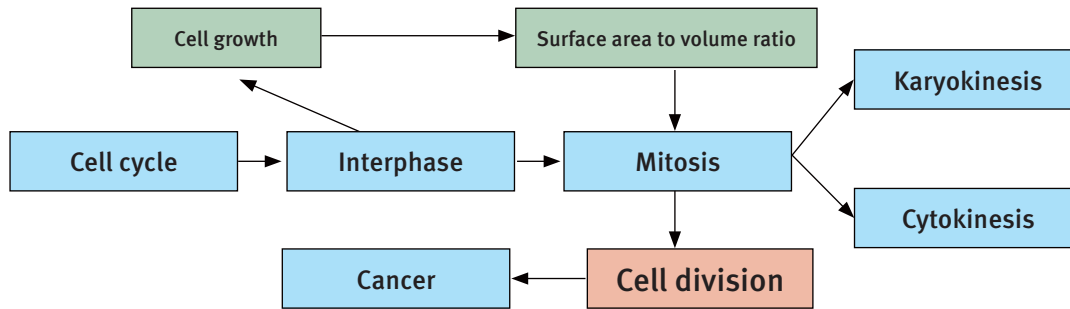 Cell growth
Surface area to volume ratio
Karyokinesis
Cell cycle
Interphase
Mitosis
Cytokinesis
Cancer
Cell division